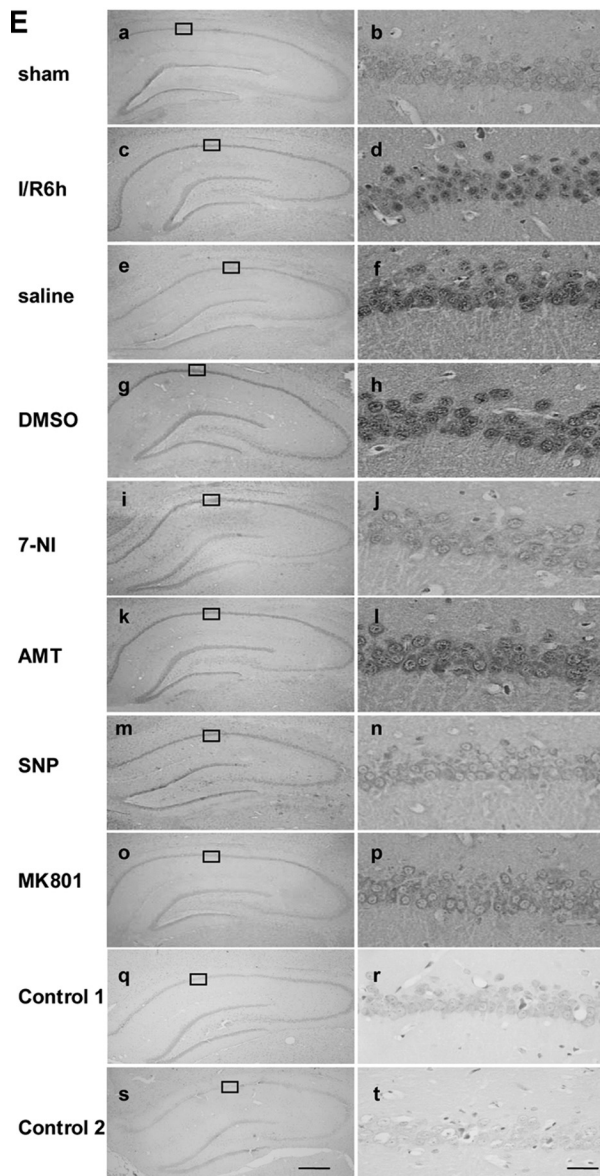 E
a b
sham
c d
I/R6h
e f
saline
g h
DMSO
i j
7-NI
k l
AMT
m n
SNP
o p
MK801
q r
Control 1
s t
Control 2